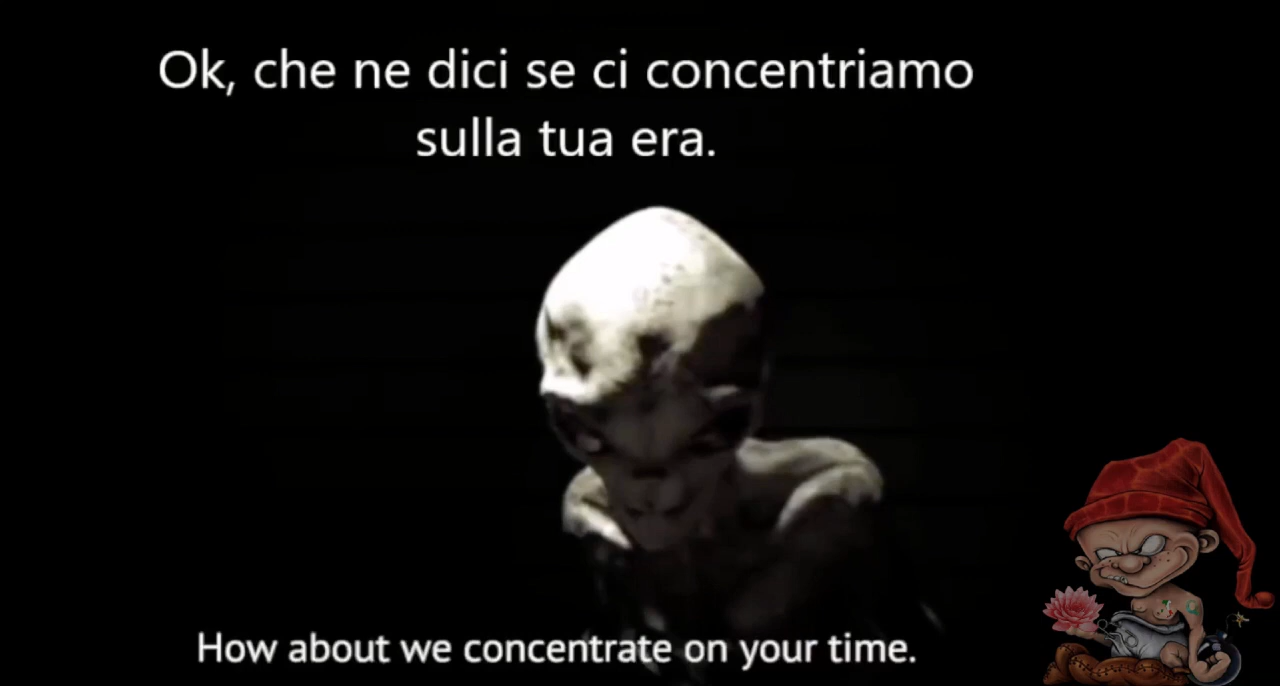 Ok, che ne dici se ci concentriamo
sulla tua era.
How about we concentrate on your time.